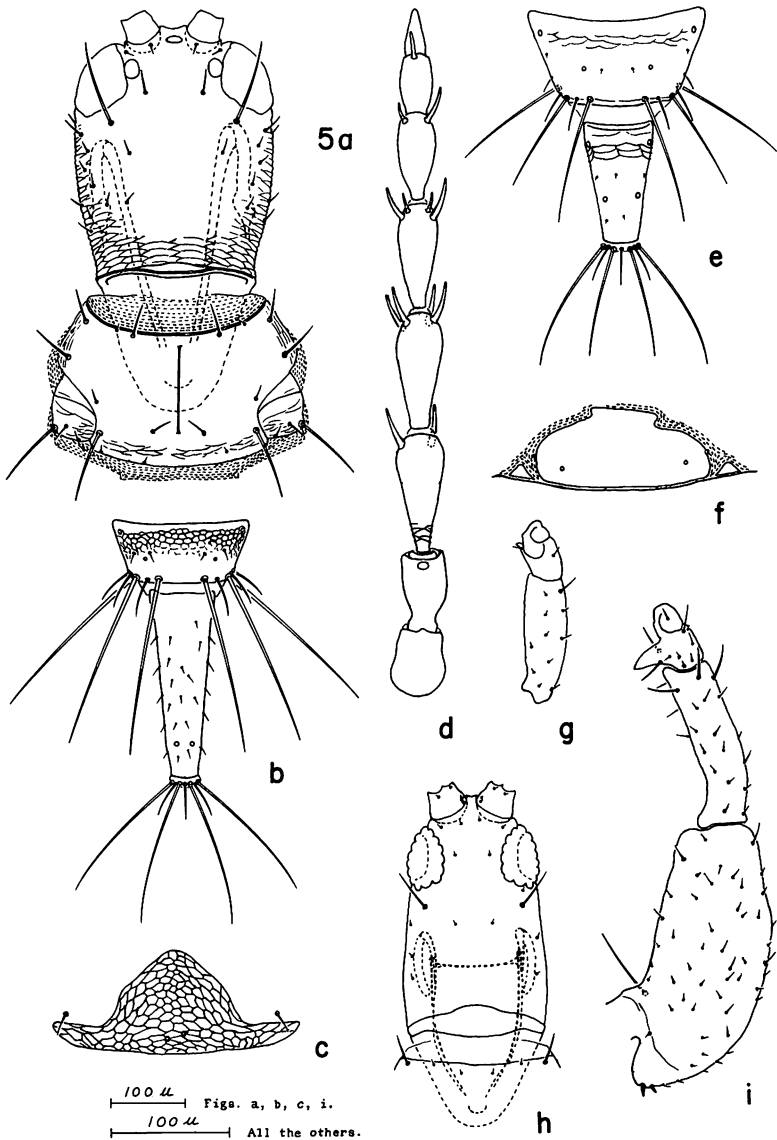 5a
e
f
b
d
g
c
h
i
100 μ Figs. a, b, c, i.
100 μ All the others.